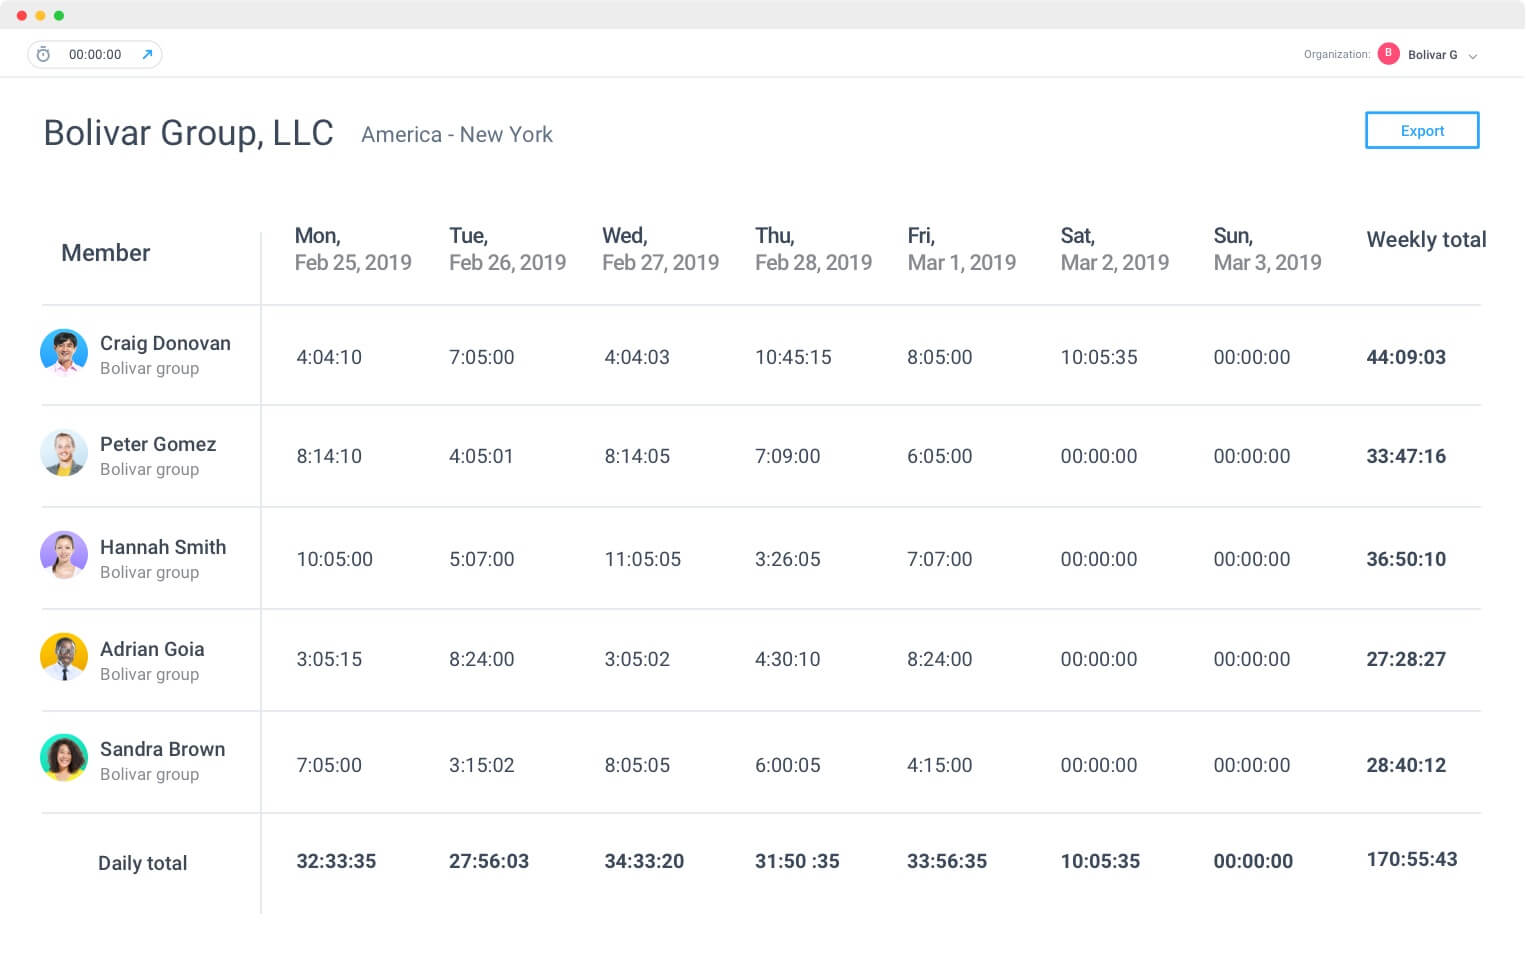 00:00:00 Organization: B Bolivar G
Bolivar Group, LLC America - New York Export
Member Mon, Tue, Wed, Thu, Fri, Sat, Sun, Weekly total
Feb 25, 2019 Feb 26, 2019 Feb 27, 2019 Feb 28, 2019 Mar 1, 2019 Mar 2, 2019 Mar 3, 2019
Craig Donovan
Bolivar group
4:04:10 7:05:00 4:04:03 10:45:15 8:05:00 10:05:35 00:00:00 44:09:03
Peter Gomez
Bolivar group
8:14:10 4:05:01 8:14:05 7:09:00 6:05:00 00:00:00 00:00:00 33:47:16
Hannah Smith
Bolivar group
10:05:00 5:07:00 11:05:05 3:26:05 7:07:00 00:00:00 00:00:00 36:50:10
Adrian Goia
Bolivar group
3:05:15 8:24:00 3:05:02 4:30:10 8:24:00 00:00:00 00:00:00 27:28:27
Sandra Brown
Bolivar group
7:05:00 3:15:02 8:05:05 6:00:05 4:15:00 00:00:00 00:00:00 28:40:12
Daily total 32:33:35 27:56:03 34:33:20 31:50 :35 33:56:35 10:05:35 00:00:00 170:55:43